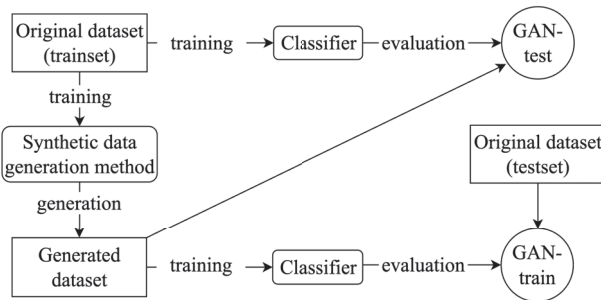 Original dataset
(trainset)
training
Classifier
evaluation
GAN-
test
training
Synthetic data
generation method
generation
Original dataset
(testset)
Generated
dataset
training
Classifier
evaluation
GAN-
train